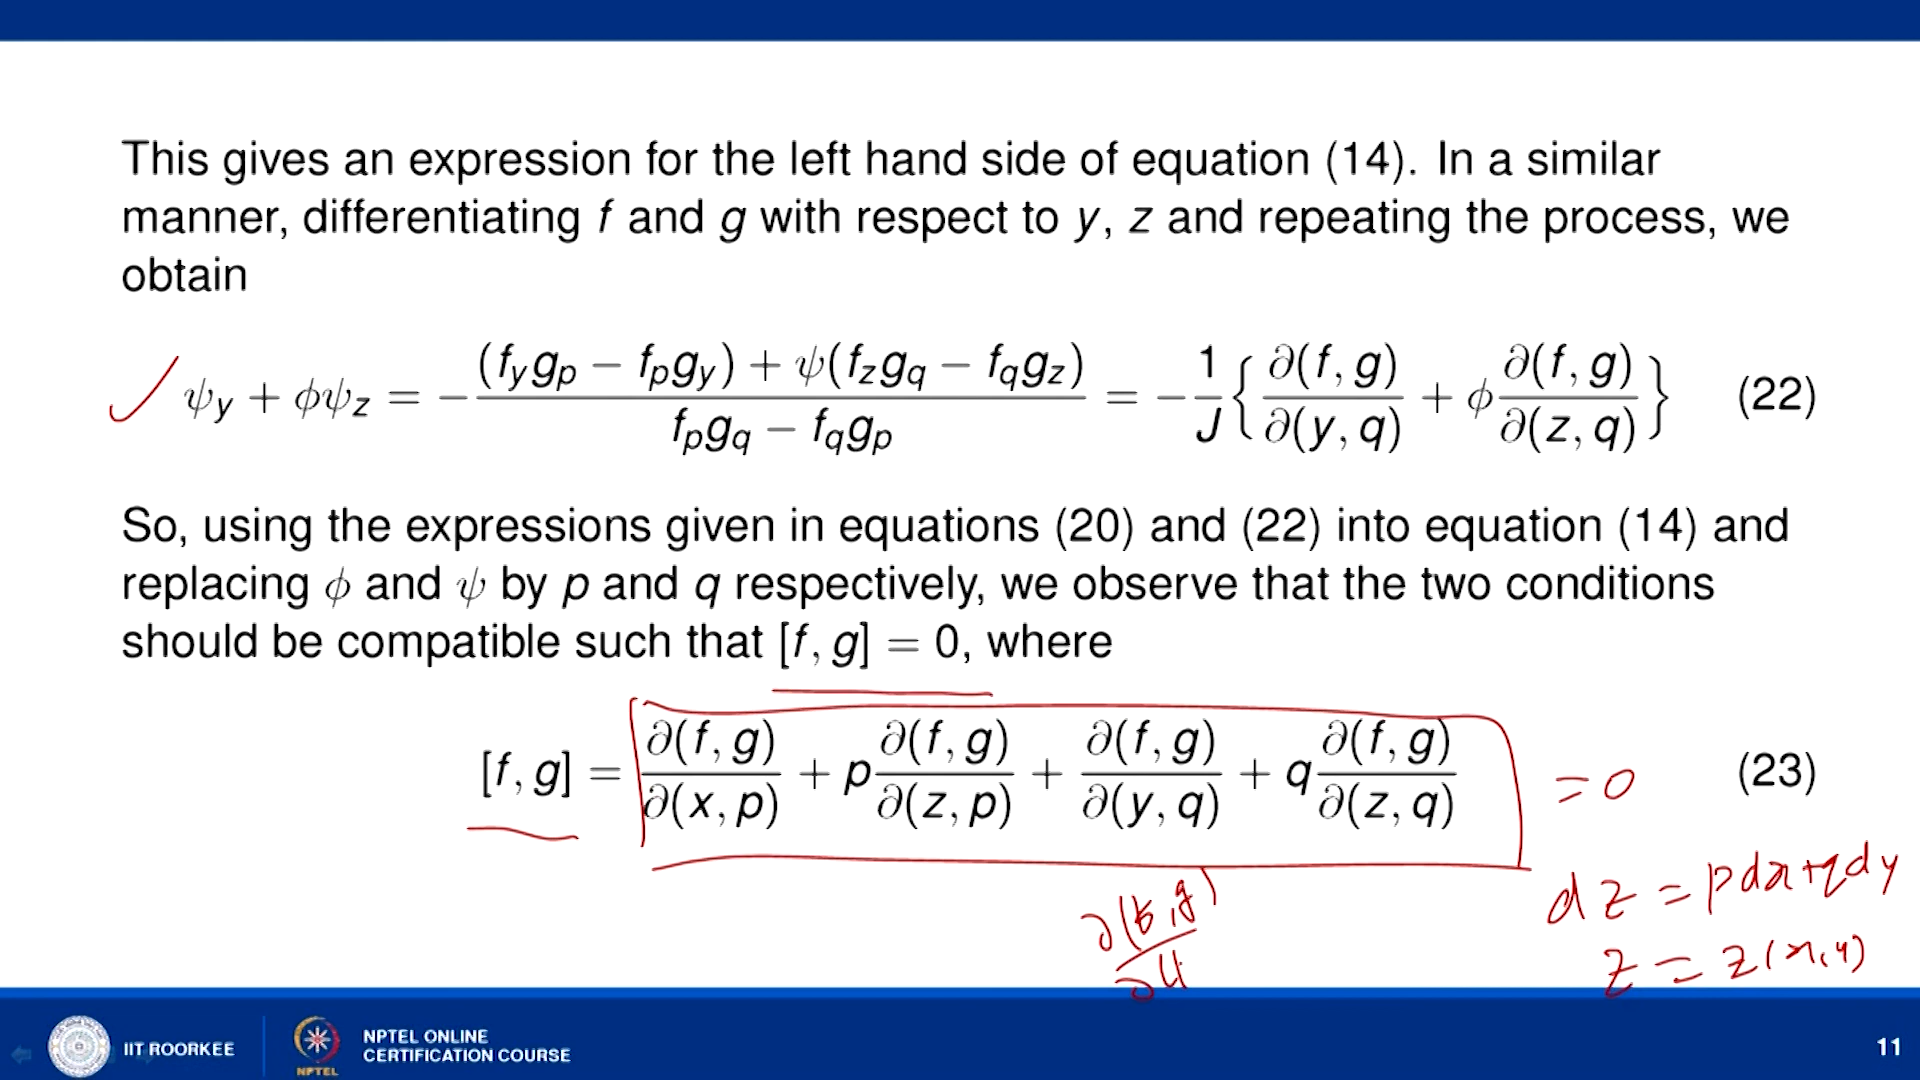 This gives an expression for the left hand side of equation (14). In a similar
manner, differentiating f and g with respect to y, z and repeating the process, we
obtain
ψ_y + φψ_z = −((f_y g_p − f_p g_y) + ψ(f_z g_q − f_q g_z))/(f_p g_q − f_q g_p) = −1/J{∂(f, g)/∂(y, q) + φ ∂(f, g)/∂(z, q)} (22)
So, using the expressions given in equations (20) and (22) into equation (14) and
replacing φ and ψ by p and q respectively, we observe that the two conditions
should be compatible such that [f, g] = 0, where
[f, g] = ∂(f, g)/∂(x, p) + p ∂(f, g)/∂(z, p) + ∂(f, g)/∂(y, q) + q ∂(f, g)/∂(z, q) = 0 (23)
dz = pdx+qdy
z = z(x,y)
IIT ROORKEE
NPTEL
NPTEL ONLINE
CERTIFICATION COURSE
11